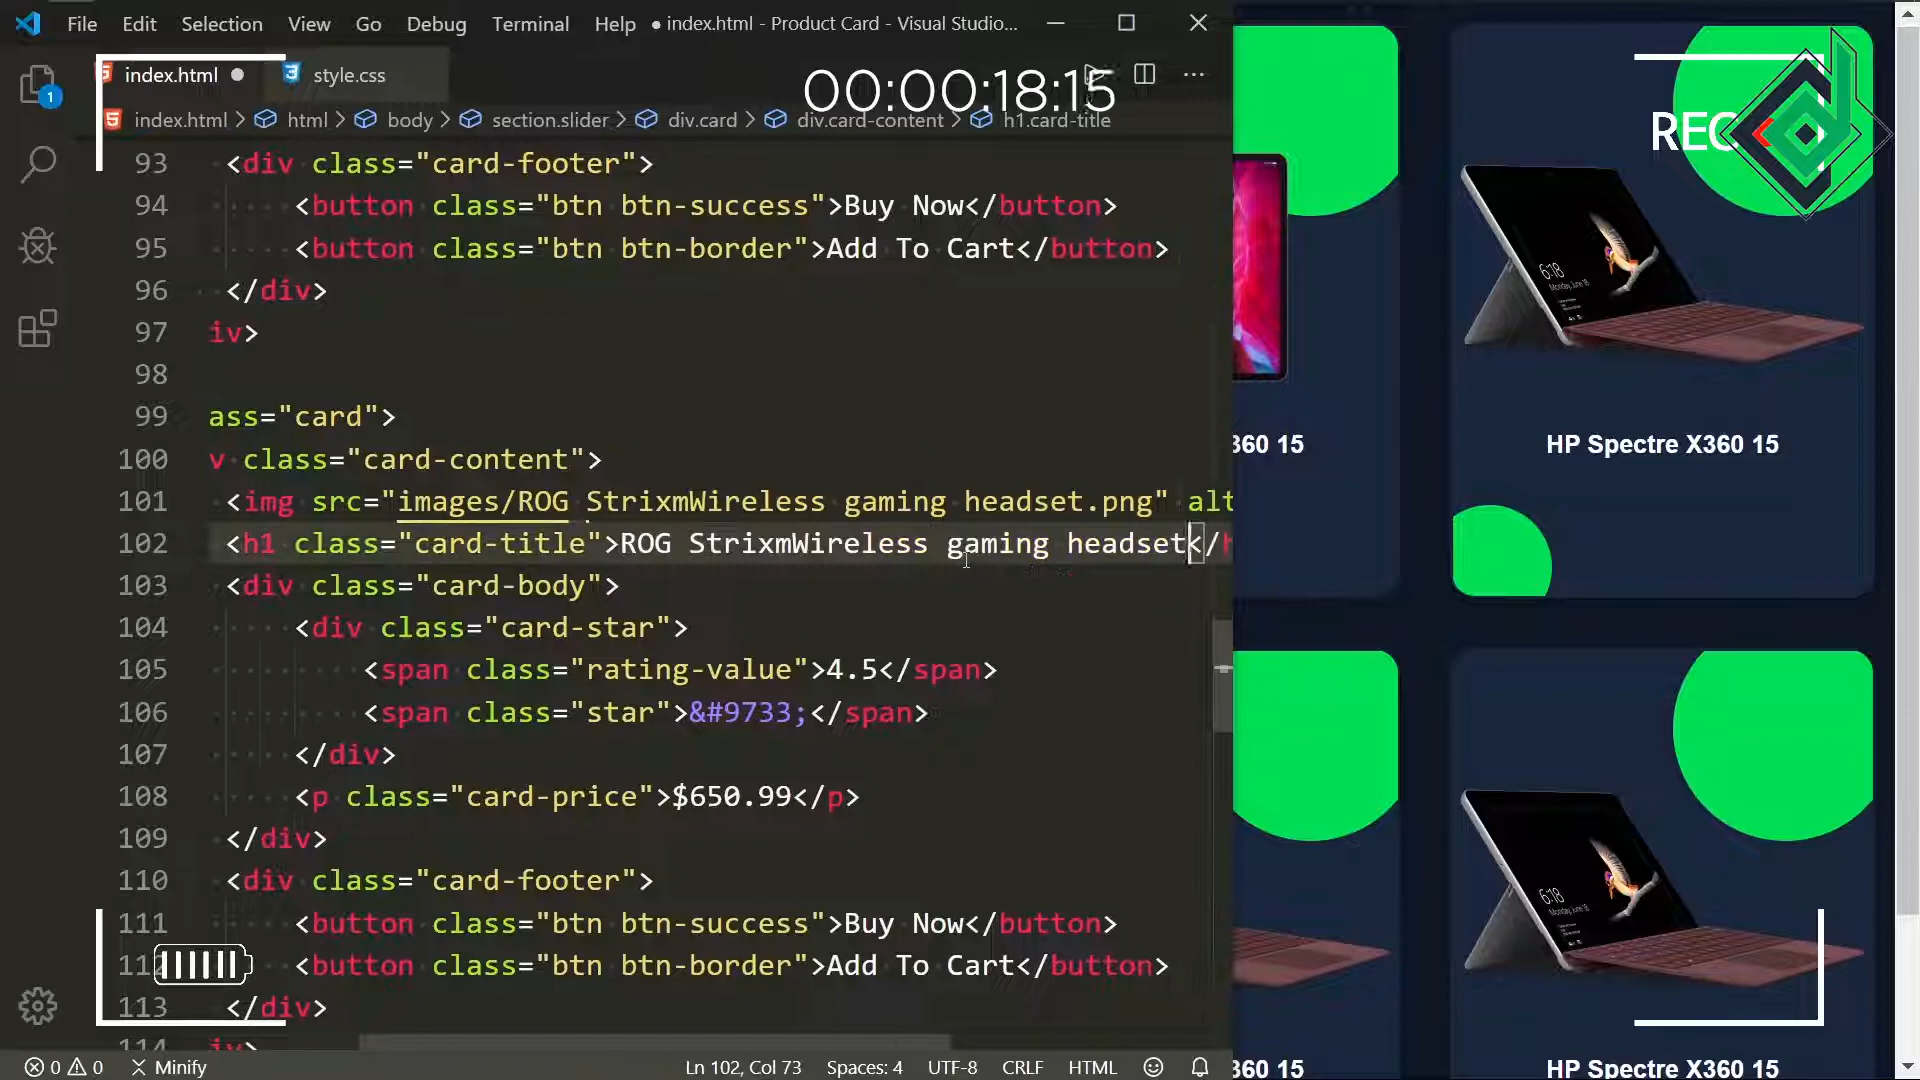 File Edit Selection View Go Debug Terminal Help ● index.html - Product Card - Visual Studio...
index.html ● style.css
00:00:18:15
REC
index.html > html > body > section.slider > div.card > div.card-content > h1.card-title
93 <div class="card-footer">
94 <button class="btn btn-success">Buy Now</button>
95 <button class="btn btn-border">Add To Cart</button>
96 </div>
97 iv>
98
99 ass="card">
100 v class="card-content">
101 <img src="images/ROG StrixmWireless gaming headset.png" alt
102 <h1 class="card-title">ROG StrixmWireless gaming headset</h
103 <div class="card-body">
104 <div class="card-star">
105 <span class="rating-value">4.5</span>
106 <span class="star">&#9733;</span>
107 </div>
108 <p class="card-price">$650.99</p>
109 </div>
110 <div class="card-footer">
111 <button class="btn btn-success">Buy Now</button>
112 <button class="btn btn-border">Add To Cart</button>
113 </div>
114 iv>
1
0 0 Minify Ln 102, Col 73 Spaces: 4 UTF-8 CRLF HTML
6:18
360 15
HP Spectre X360 15
6:18
360 15
HP Spectre X360 15